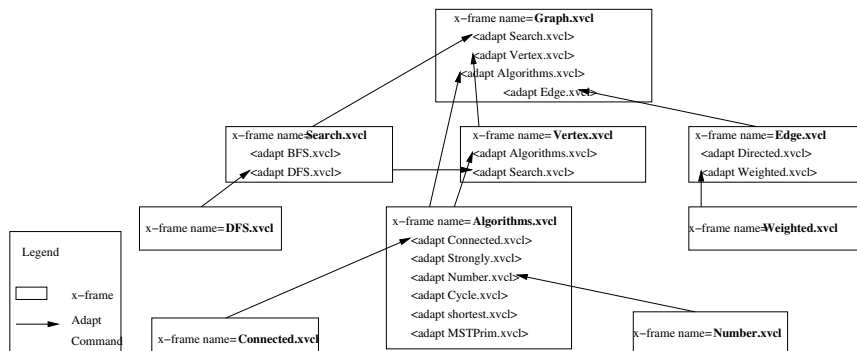 x−frame name=Graph.xvcl
<adapt Search.xvcl>
<adapt Vertex.xvcl>
<adapt Algorithms.xvcl>
<adapt Edge.xvcl>
x−frame name=Search.xvcl
<adapt BFS.xvcl>
<adapt DFS.xvcl>
x−frame name=Vertex.xvcl
<adapt Algorithms.xvcl>
<adapt Search.xvcl>
x−frame name=Edge.xvcl
<adapt Directed.xvcl>
<adapt Weighted.xvcl>
x−frame name=DFS.xvcl
x−frame name=Algorithms.xvcl
<adapt Connected.xvcl>
<adapt Strongly.xvcl>
<adapt Number.xvcl>
<adapt Cycle.xvcl>
<adapt shortest.xvcl>
<adapt MSTPrim.xvcl>
x−frame name=Weighted.xvcl
Legend
x−frame
Adapt
Command
x−frame name=Connected.xvcl
x−frame name=Number.xvcl